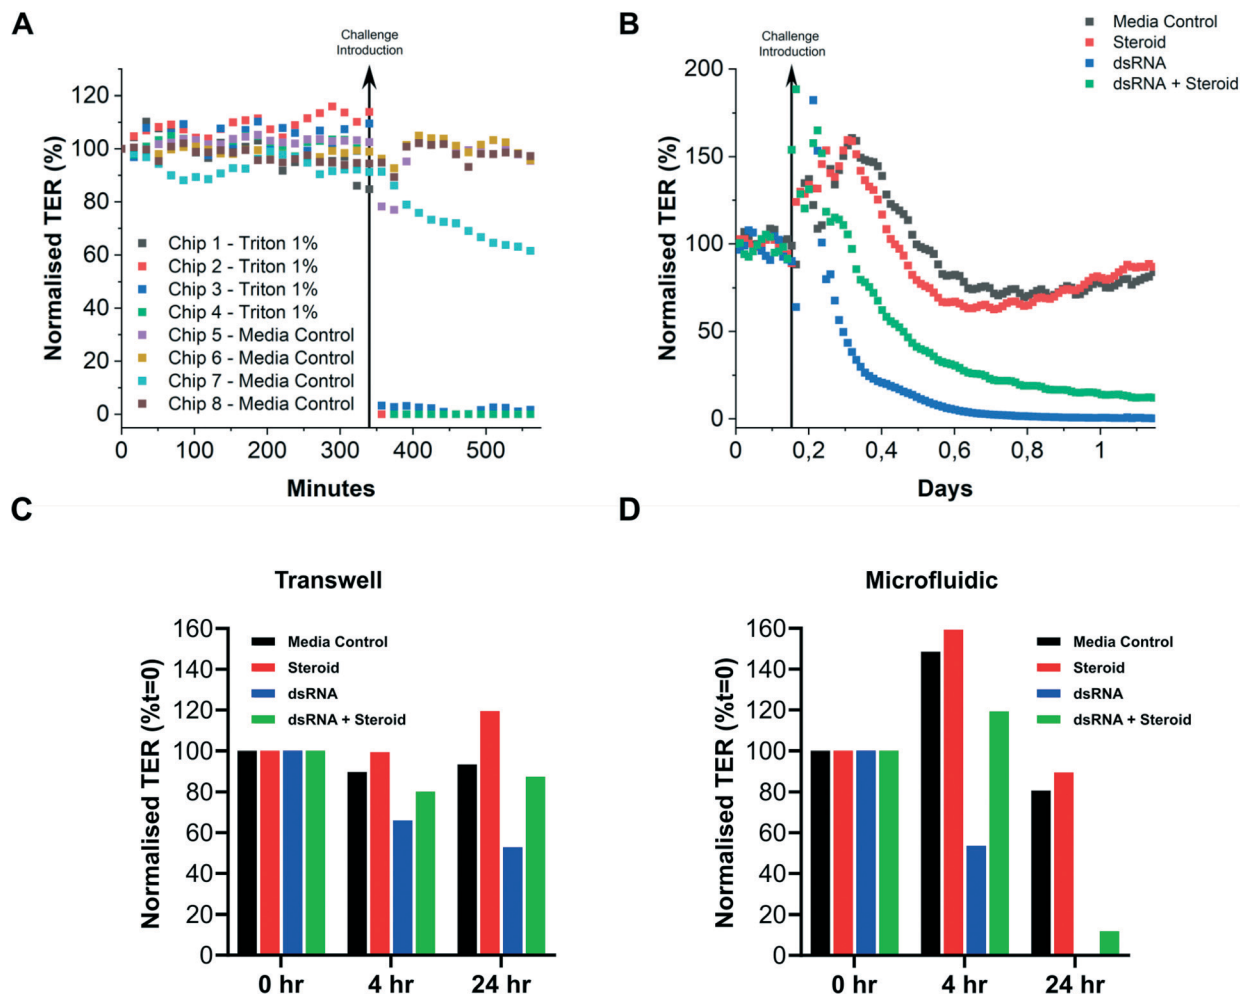 A
Challenge
Introduction
Normalised TER (%)
120
100
80
60
40
20
0
Chip 1 - Triton 1%
Chip 2 - Triton 1%
Chip 3 - Triton 1%
Chip 4 - Triton 1%
Chip 5 - Media Control
Chip 6 - Media Control
Chip 7 - Media Control
Chip 8 - Media Control
0 100 200 300 400 500
Minutes
B
Challenge
Introduction
Media Control
Steroid
dsRNA
dsRNA + Steroid
Normalised TER (%)
200
150
100
50
0
0 0,2 0,4 0,6 0,8 1
Days
C
Transwell
Normalised TER (%t=0)
160
140
120
100
80
60
40
20
0
Media Control
Steroid
dsRNA
dsRNA + Steroid
0 hr 4 hr 24 hr
D
Microfluidic
Normalised TER (%t=0)
160
140
120
100
80
60
40
20
0
Media Control
Steroid
dsRNA
dsRNA + Steroid
0 hr 4 hr 24 hr